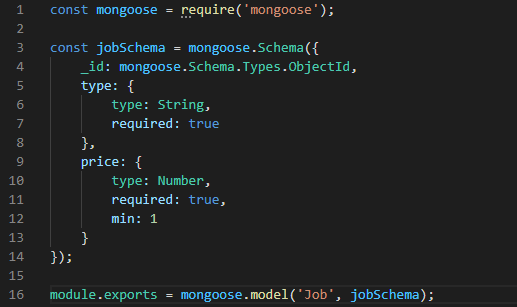 1 const mongoose = require('mongoose');
2
3 const jobSchema = mongoose.Schema({
4     _id: mongoose.Schema.Types.ObjectId,
5     type: {
6         type: String,
7         required: true
8     },
9     price: {
10         type: Number,
11         required: true,
12         min: 1
13     }
14 });
15
16 module.exports = mongoose.model('Job', jobSchema);